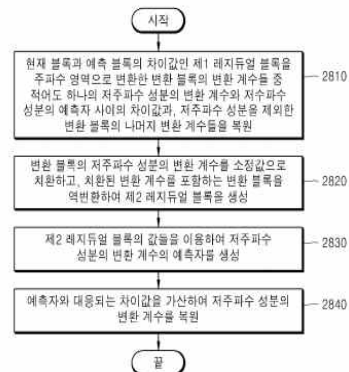 시작
현재 블록과 예측 블록의 차이값인 제1 레지듀얼 블록을
주파수 영역으로 변환한 변환 블록의 변환 계수들 중
적어도 하나의 저주파수 성분의 변환 계수와 저수파수
성분의 예측자 사이의 차이값과, 저주파수 성분을 제외한
변환 블록의 나머지 변환 계수들을 복원
2810
변환 블록의 저주파수 성분의 변환 계수를 소정값으로
치환하고, 치환된 변환 계수를 포함하는 변환 블록을
역변환하여 제2 레지듀얼 블록을 생성
2820
제2 레지듀얼 블록의 값들을 이용하여 저주파수
성분의 변환 계수의 예측자를 생성
2830
예측자와 대응되는 차이값을 가산하여 저주파수 성분의
변환 계수를 복원
2840
끝